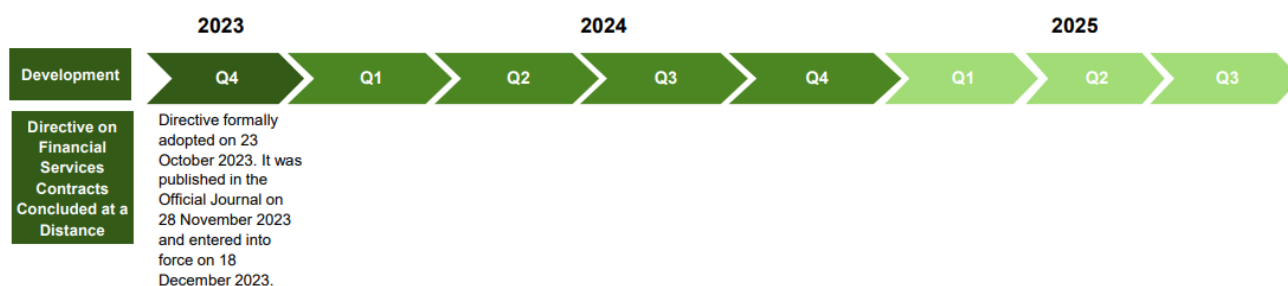 2023 2024 2025
Development Q4 Q1 Q2 Q3 Q4 Q1 Q2 Q3
Directive on
Financial
Services
Contracts
Concluded at a
Distance
Directive formally
adopted on 23
October 2023. It was
published in the
Official Journal on
28 November 2023
and entered into
force on 18
December 2023.